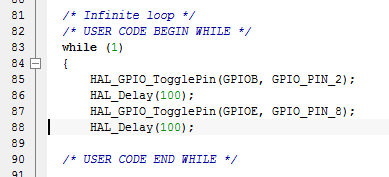 81 /* Infinite loop */
82 /* USER CODE BEGIN WHILE */
83 while (1)
84 {
85 HAL_GPIO_TogglePin(GPIOB, GPIO_PIN_2);
86 HAL_Delay(100);
87 HAL_GPIO_TogglePin(GPIOE, GPIO_PIN_8);
88 HAL_Delay(100);
89
90 /* USER CODE END WHILE */